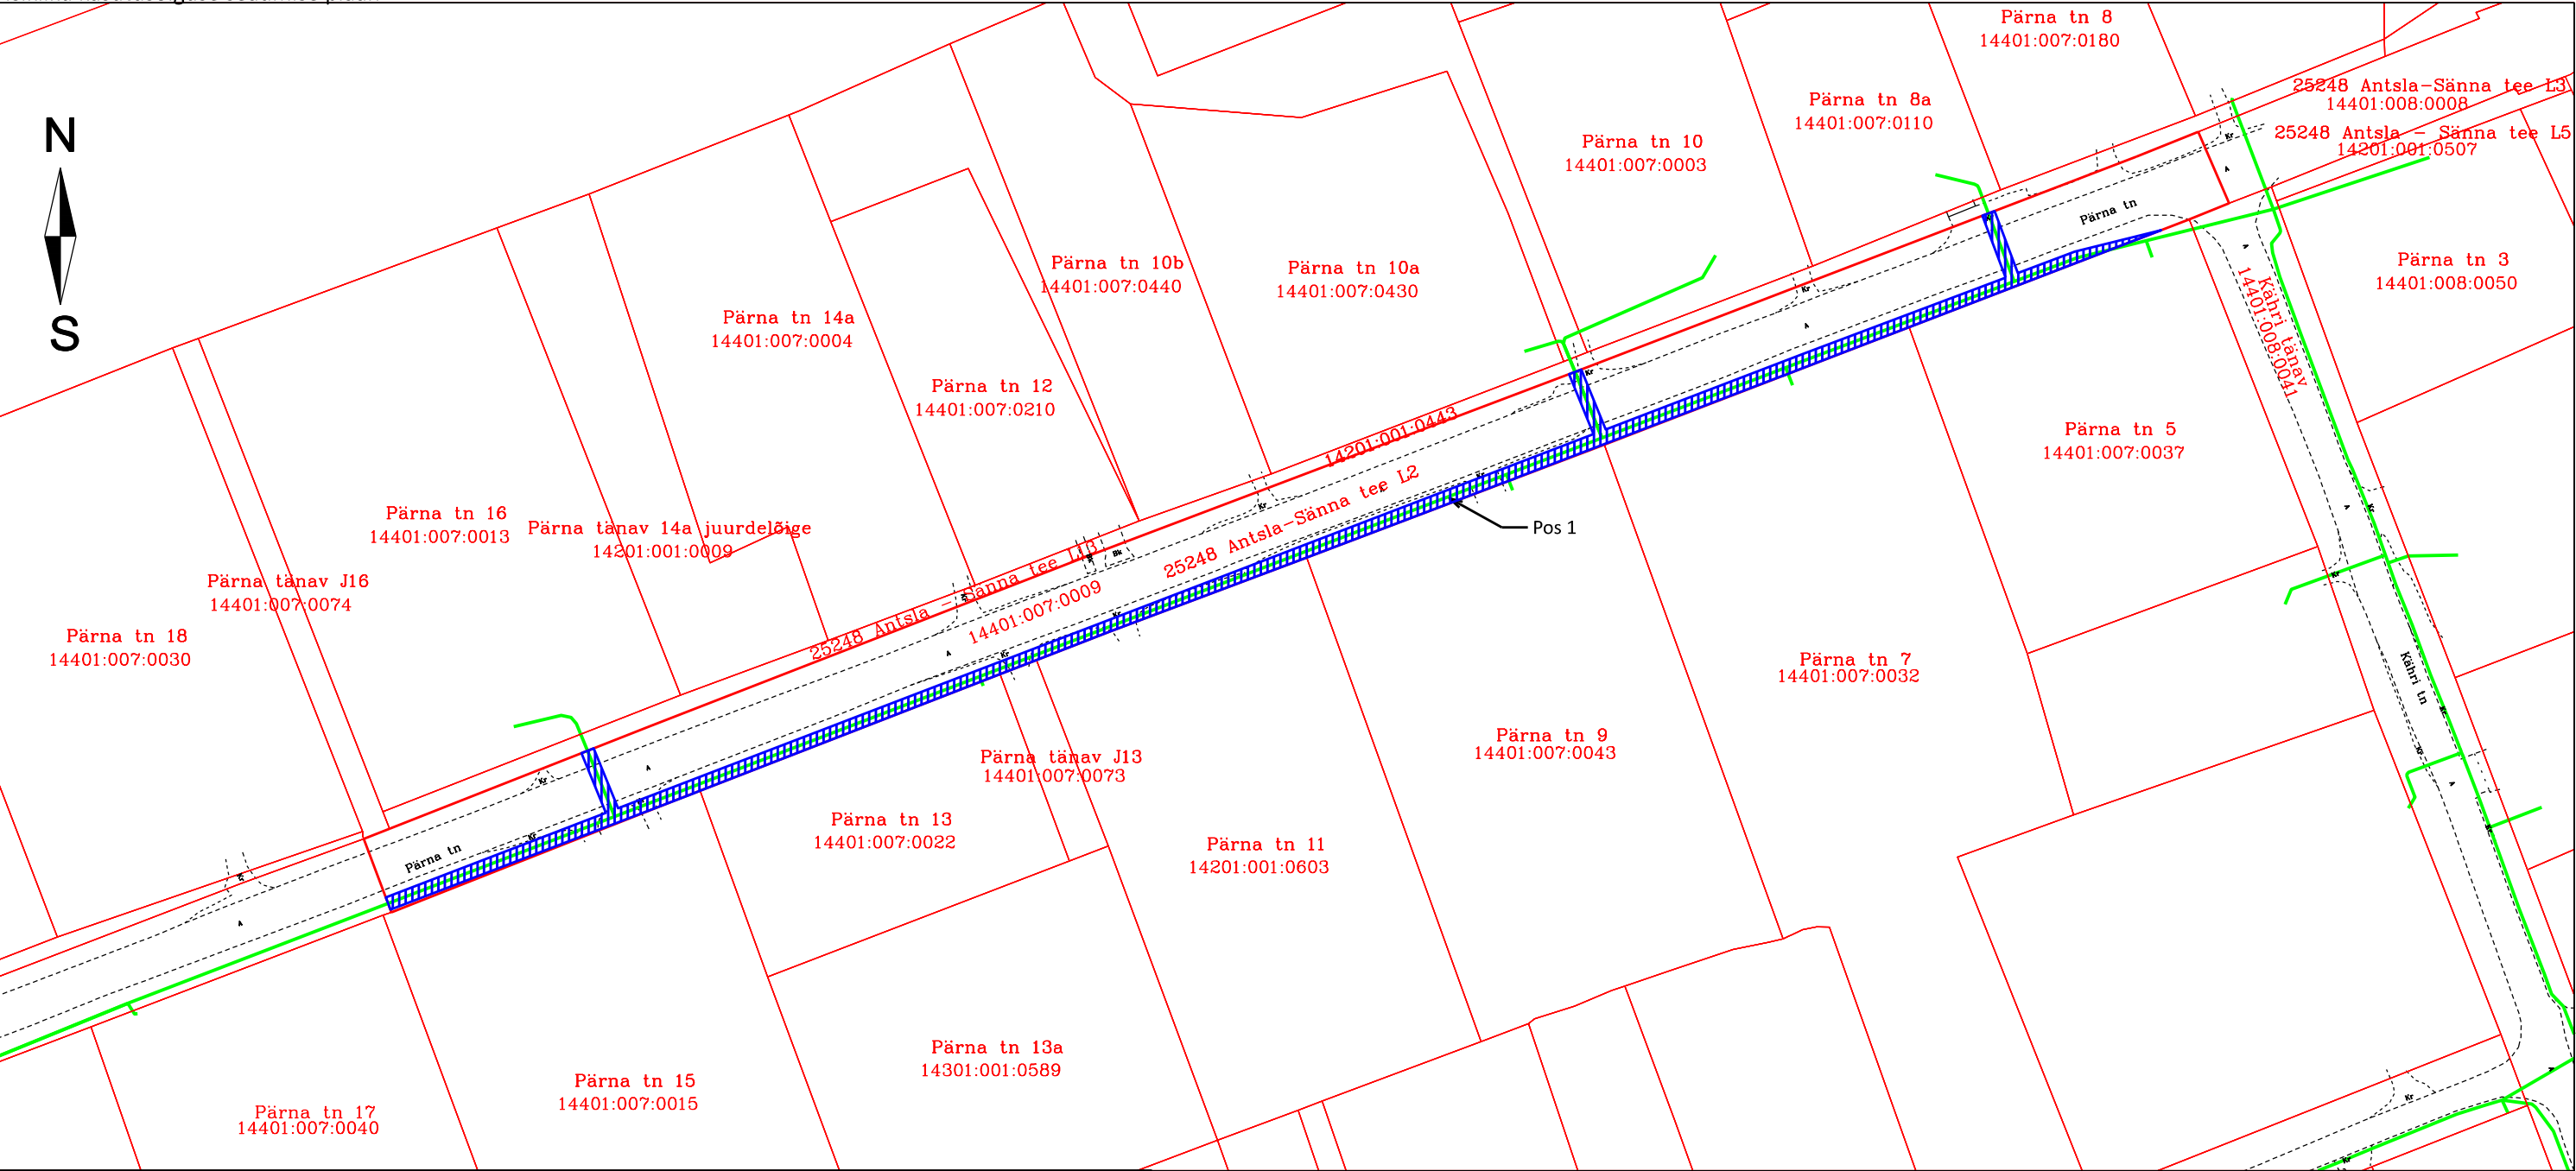 N
S
Pärna tn 8
14401:007:0180
25248 Antsla-Sänna tee L3
14401:008:0008
25248 Antsla - Sänna tee L5
14201:001:0507
Pärna tn 8a
14401:007:0110
Pärna tn 10
14401:007:0003
Pärna tn
Pärna tn 3
14401:008:0050
Kähri tänav
14401:008:0041
Pärna tn 10b
14401:007:0440
Pärna tn 10a
14401:007:0430
Pärna tn 14a
14401:007:0004
Pärna tn 12
14401:007:0210
14201:001:0443
25248 Antsla-Sänna tee L2
Pos 1
Pärna tn 5
14401:007:0037
Pärna tn 16
14401:007:0013
Pärna tänav 14a juurdelõige
14201:001:0009
25248 Antsla - Sänna tee L13
14401:007:0009
Pärna tänav J16
14401:007:0074
Pärna tn 18
14401:007:0030
Pärna tn 7
14401:007:0032
Kähri tn
Pärna tn 9
14401:007:0043
Pärna tänav J13
14401:007:0073
Pärna tn 13
14401:007:0022
Pärna tn 11
14201:001:0603
Pärna tn
Pärna tn 13a
14301:001:0589
Pärna tn 15
14401:007:0015
Pärna tn 17
14401:007:0040